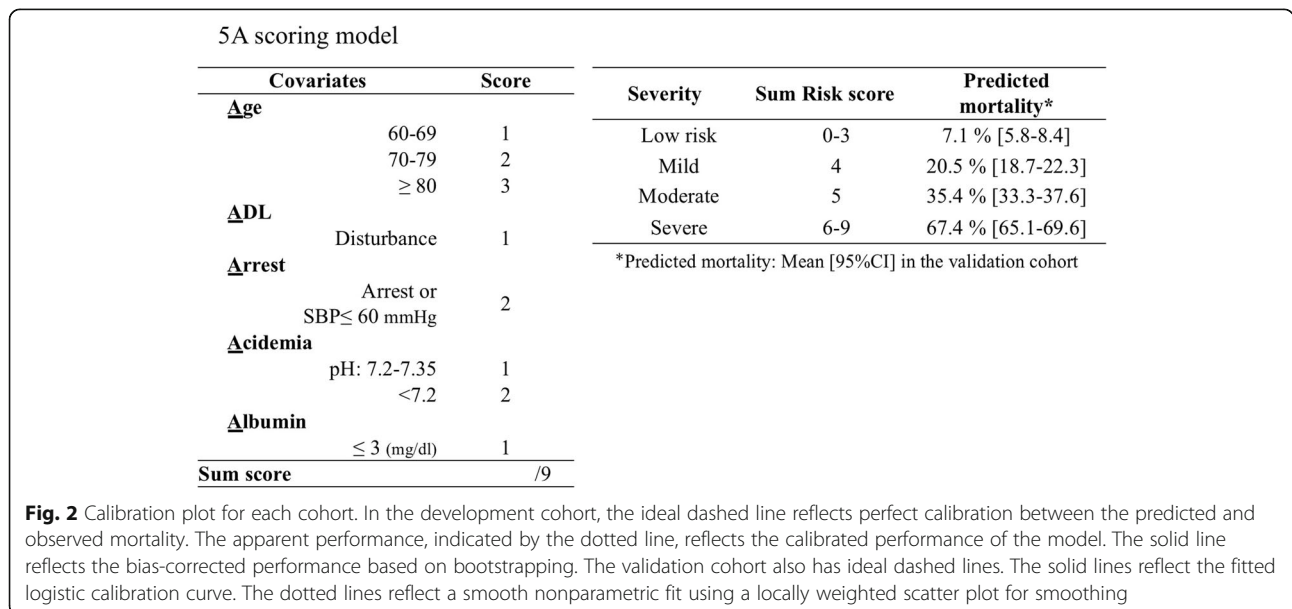 5A scoring model
Covariates Score
Age
60-69 1
70-79 2
≥ 80 3
ADL
Disturbance 1
Arrest
Arrest or
SBP≤ 60 mmHg 2
Acidemia
pH: 7.2-7.35 1
<7.2 2
Albumin
≤ 3 (mg/dl) 1
Sum score /9
Severity Sum Risk score Predicted
mortality*
Low risk 0-3 7.1 % [5.8-8.4]
Mild 4 20.5 % [18.7-22.3]
Moderate 5 35.4 % [33.3-37.6]
Severe 6-9 67.4 % [65.1-69.6]
*Predicted mortality: Mean [95%CI] in the validation cohort
Fig. 2 Calibration plot for each cohort. In the development cohort, the ideal dashed line reflects perfect calibration between the predicted and
observed mortality. The apparent performance, indicated by the dotted line, reflects the calibrated performance of the model. The solid line
reflects the bias-corrected performance based on bootstrapping. The validation cohort also has ideal dashed lines. The solid lines reflect the fitted
logistic calibration curve. The dotted lines reflect a smooth nonparametric fit using a locally weighted scatter plot for smoothing